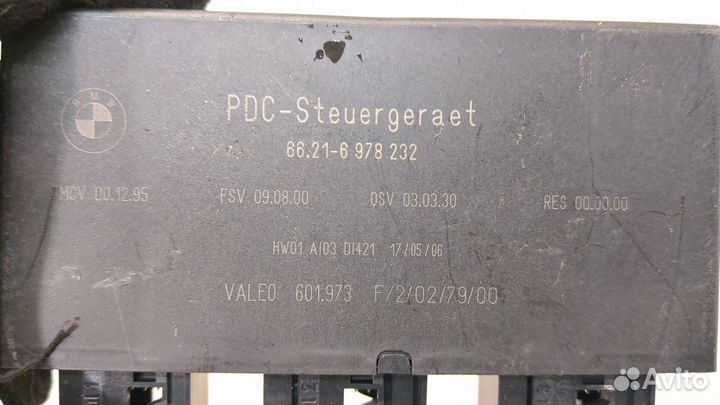 BMW
PDC-Steuergeraet
66.21-6 978 232
MCV 00.12.95 FSV 09.08.00 OSV 03.03.30 RES 00.00.00
HW01 AI03 DI421 17/05/06
VALEO 601.973 F/2/02/79/00
Avito